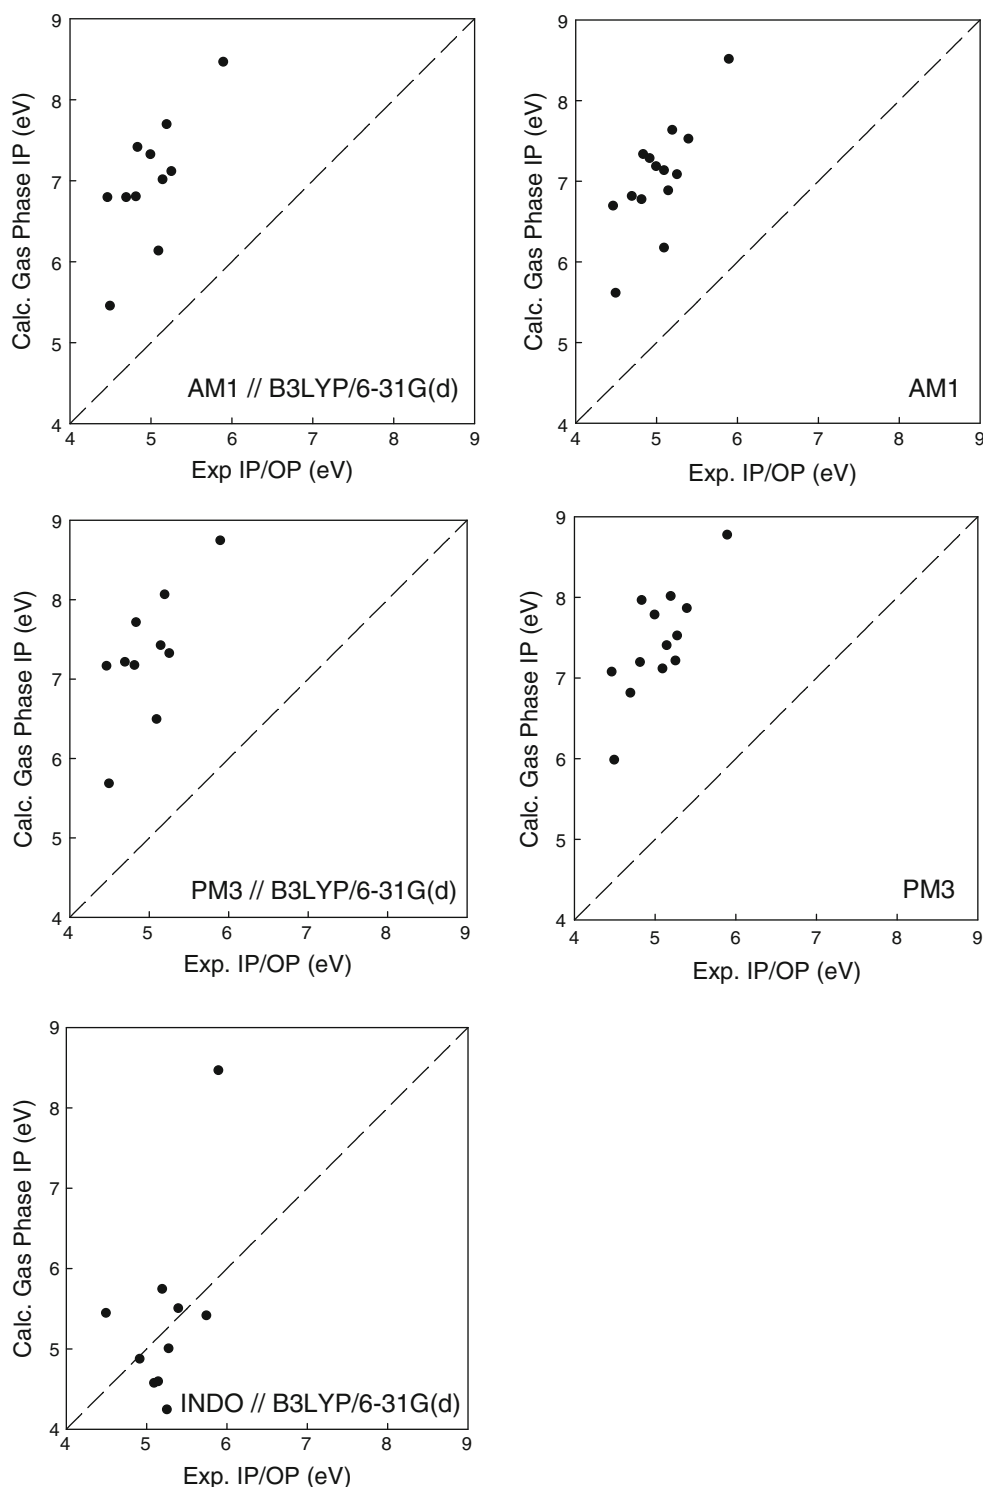 9
8
7
6
5
4
Calc. Gas Phase IP (eV)
AM1 // B3LYP/6-31G(d)
4 5 6 7 8 9
Exp IP/OP (eV)
9
8
7
6
5
4
Calc. Gas Phase IP (eV)
AM1
4 5 6 7 8 9
Exp. IP/OP (eV)
9
8
7
6
5
4
Calc. Gas Phase IP (eV)
PM3 // B3LYP/6-31G(d)
4 5 6 7 8 9
Exp. IP/OP (eV)
9
8
7
6
5
4
Calc. Gas Phase IP (eV)
PM3
4 5 6 7 8 9
Exp. IP/OP (eV)
9
8
7
6
5
4
Calc. Gas Phase IP (eV)
INDO // B3LYP/6-31G(d)
4 5 6 7 8 9
Exp. IP/OP (eV)